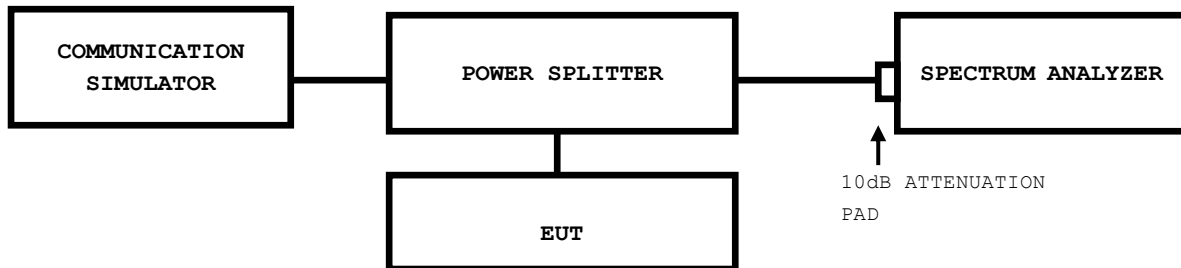 COMMUNICATION
SIMULATOR
POWER SPLITTER
SPECTRUM ANALYZER
10dB ATTENUATION
PAD
EUT